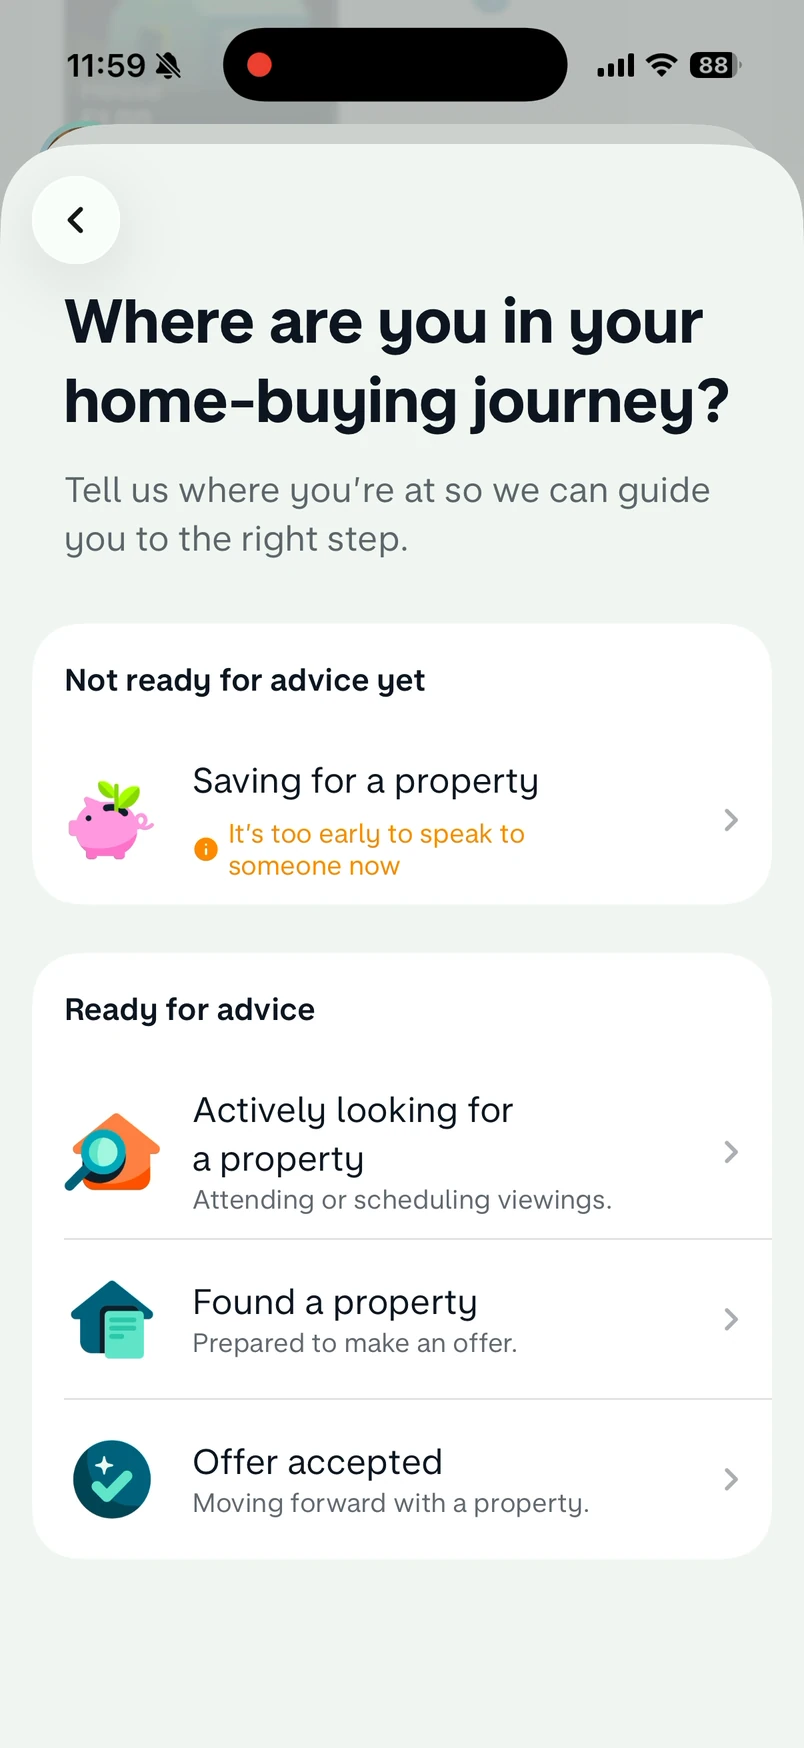 11:59
88
Where are you in your
home-buying journey?
Tell us where you're at so we can guide
you to the right step.
Not ready for advice yet
Saving for a property
It's too early to speak to
someone now
Ready for advice
Actively looking for
a property
Attending or scheduling viewings.
Found a property
Prepared to make an offer.
Offer accepted
Moving forward with a property.